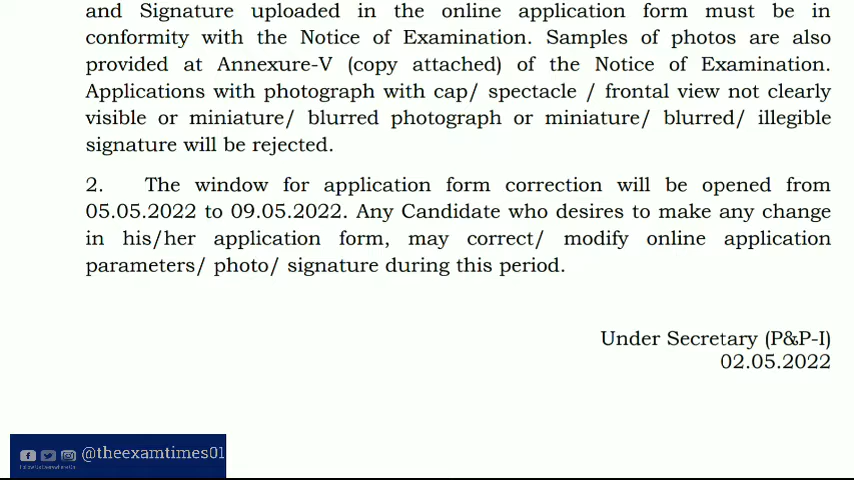 and Signature uploaded in the online application form must be in
conformity with the Notice of Examination. Samples of photos are also
provided at Annexure-V (copy attached) of the Notice of Examination.
Applications with photograph with cap/ spectacle / frontal view not clearly
visible or miniature/ blurred photograph or miniature/ blurred/ illegible
signature will be rejected.
2. The window for application form correction will be opened from
05.05.2022 to 09.05.2022. Any Candidate who desires to make any change
in his/her application form, may correct/ modify online application
parameters/ photo/ signature during this period.
Under Secretary (P&P-I)
02.05.2022
@theexamtimes01